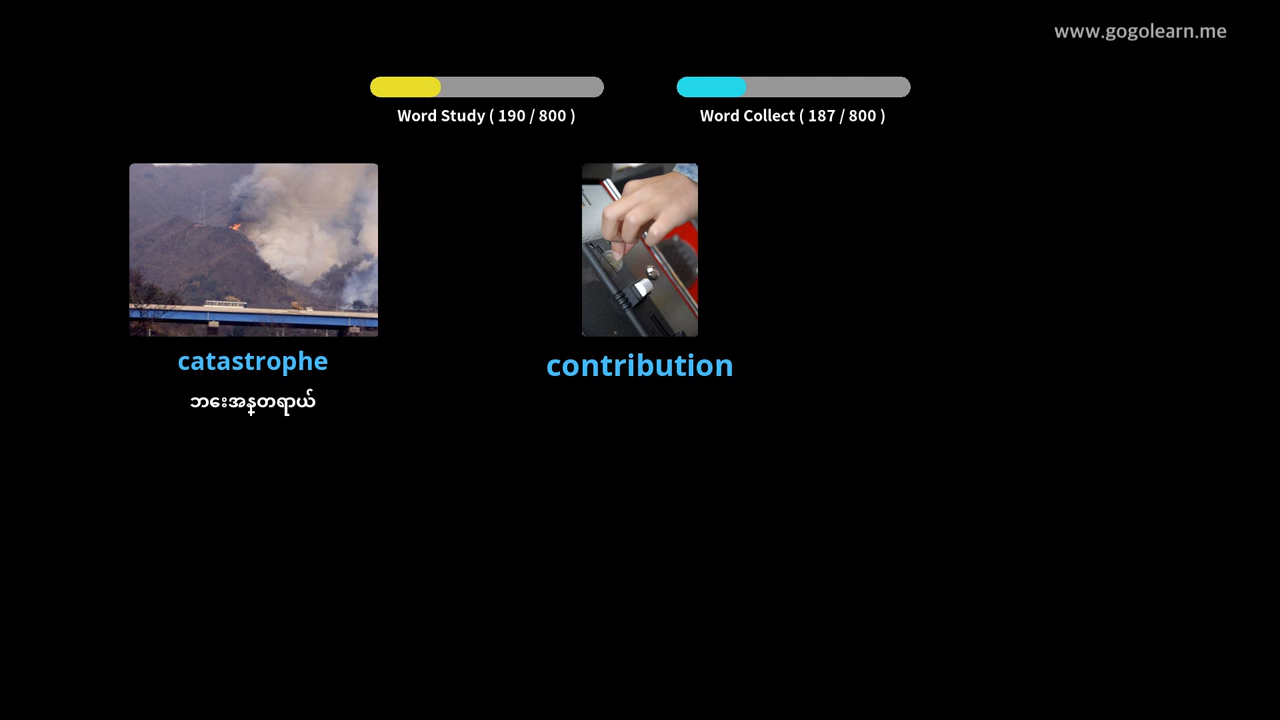 www.gogolearn.me
Word Study ( 190 / 800 )
Word Collect ( 187 / 800 )
catastrophe
contribution
ဘးေအန္တရာယ်